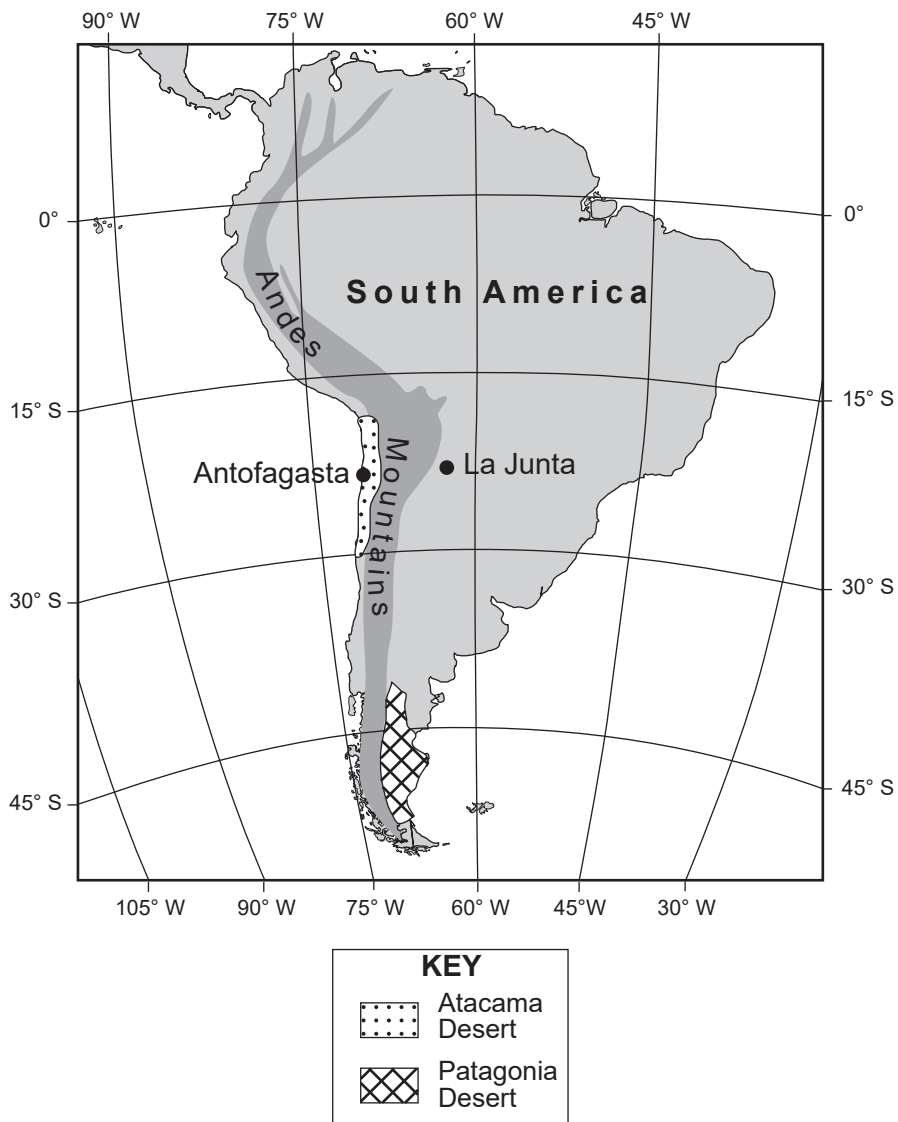 90° W 75° W 60° W 45° W
0° 0°
South America
Andes
15° S 15° S
Antofagasta La Junta
Mountains
30° S 30° S
45° S 45° S
105° W 90° W 75° W 60° W 45° W 30° W
KEY
Atacama
Desert
Patagonia
Desert